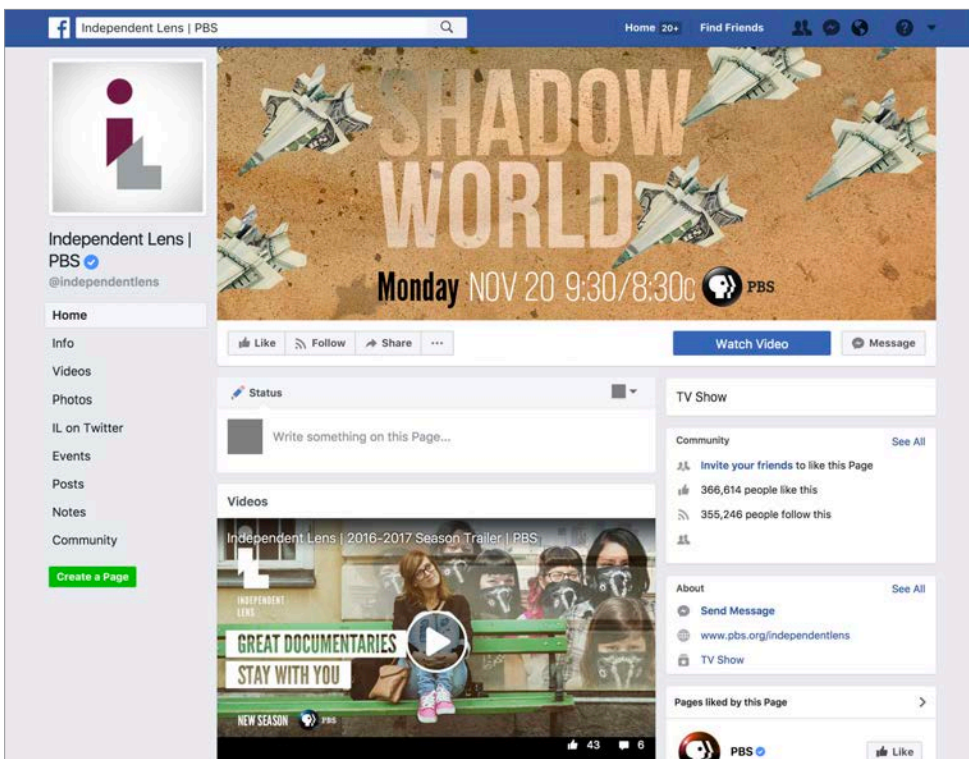 Independent Lens | PBS
Home 20+ Find Friends
SHADOW
WORLD
Monday NOV 20 9:30/8:30c PBS
Independent Lens |
PBS
@independentlens
Home
Info
Videos
Photos
IL on Twitter
Events
Posts
Notes
Community
Create a Page
Like Follow Share ...
Watch Video Message
Status
Write something on this Page...
Videos
Independent Lens | 2016-2017 Season Trailer | PBS
INDEPENDENT
LENS
GREAT DOCUMENTARIES
STAY WITH YOU
NEW SEASON PBS
43 6
TV Show
Community See All
Invite your friends to like this Page
366,614 people like this
355,246 people follow this
About See All
Send Message
www.pbs.org/independentlens
TV Show
Pages liked by this Page
PBS Like